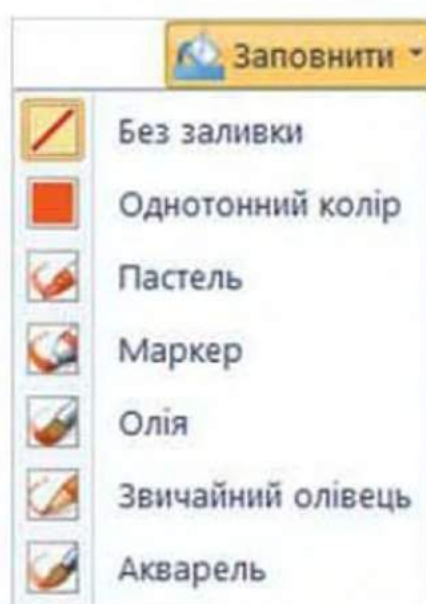 Заповнити
Без заливки
Однотонний колір
Пастель
Маркер
Олія
Звичайний олівець
Акварель